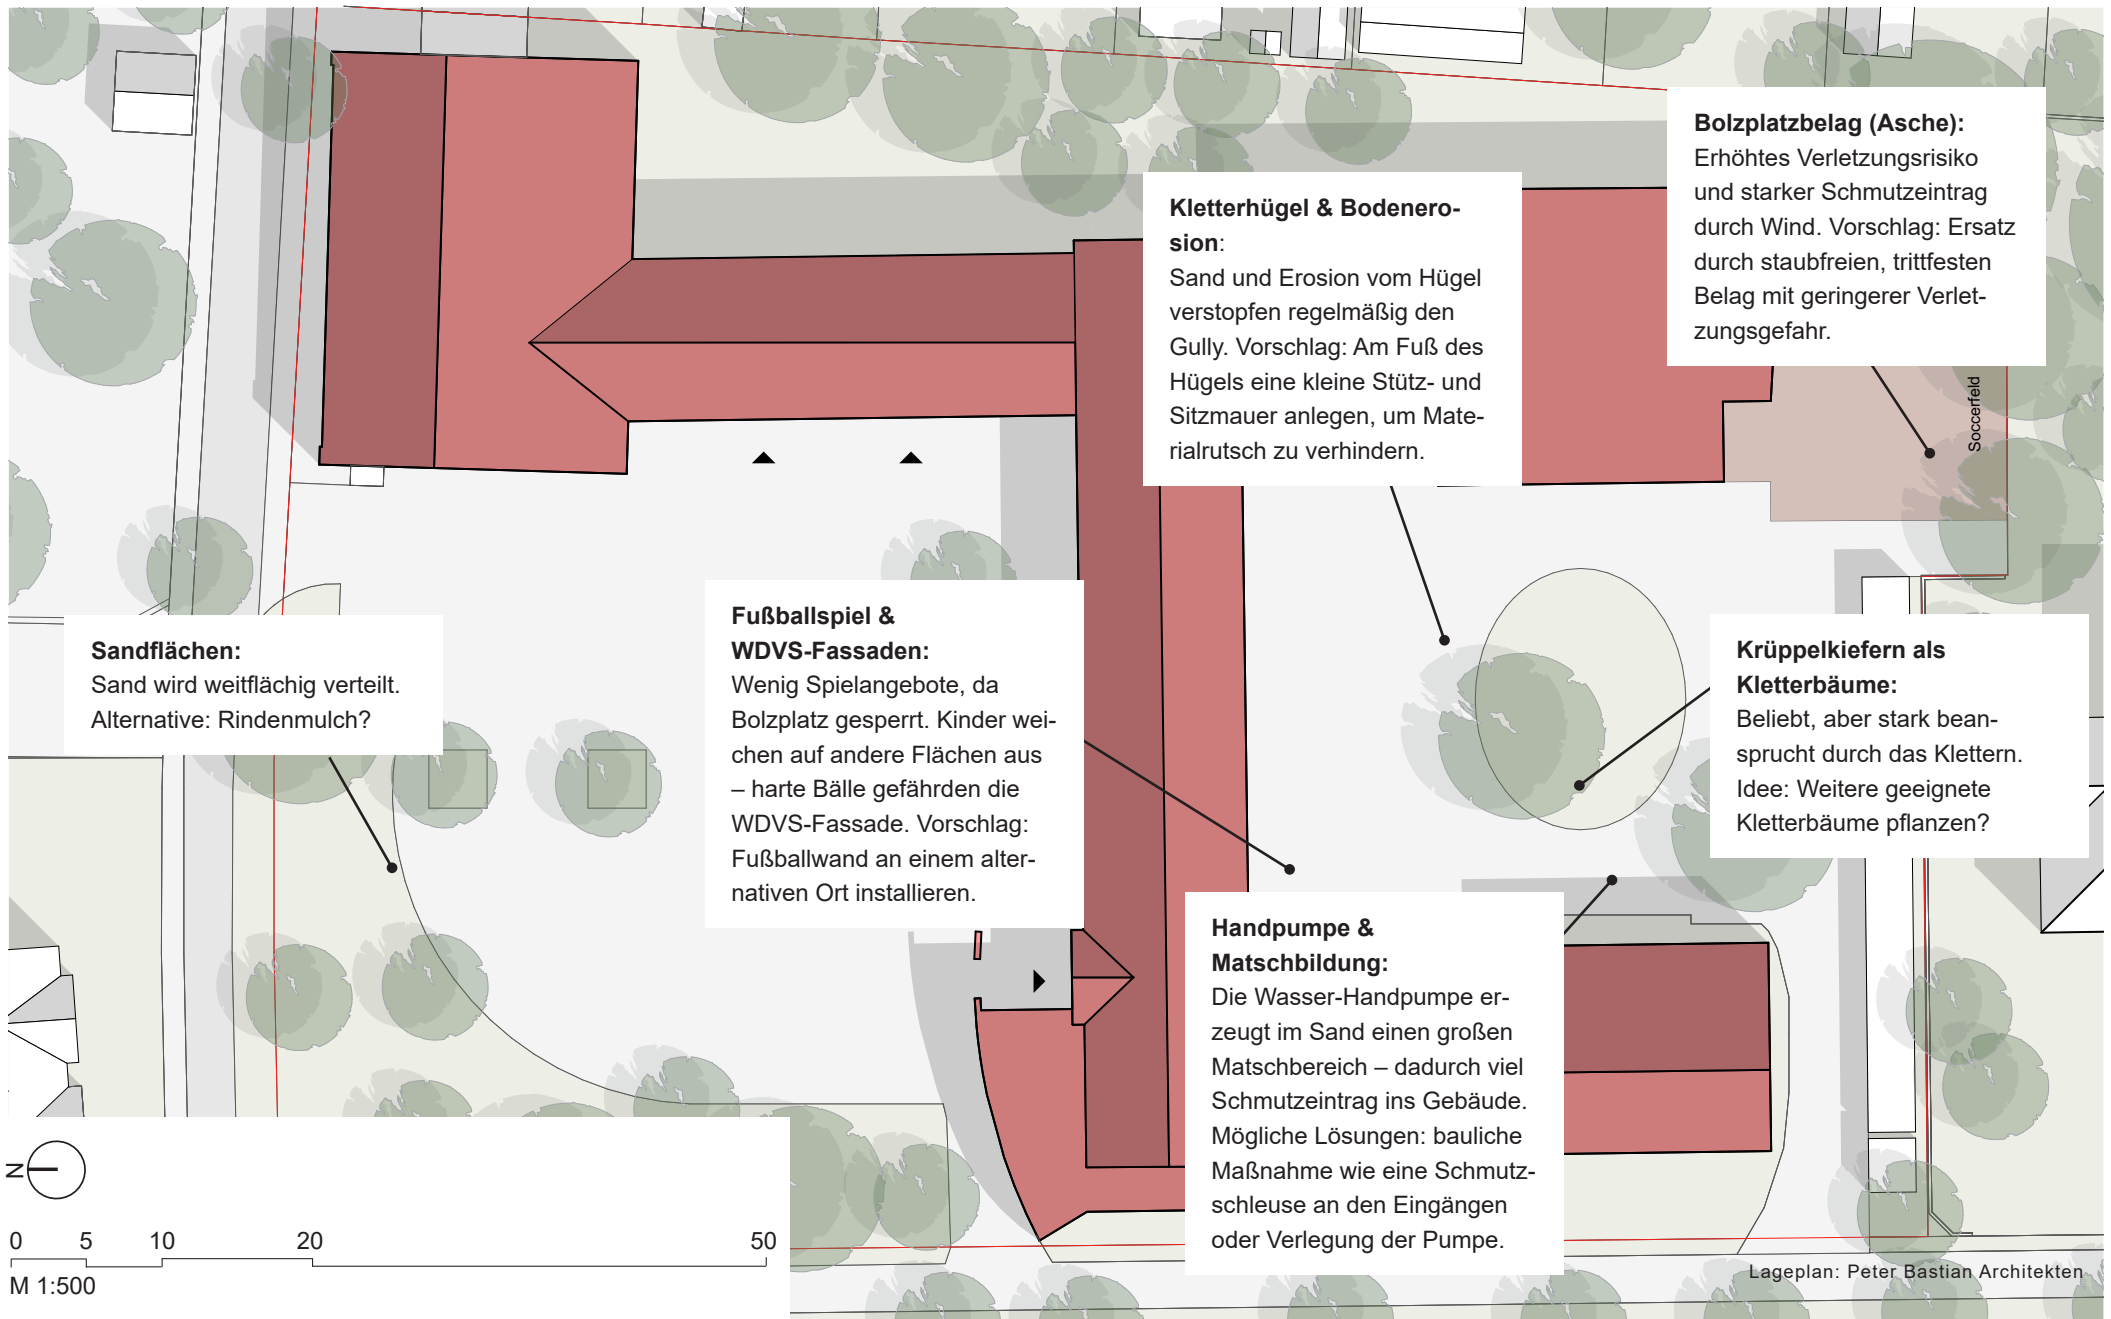 Bolzplatzbelag (Asche):
Erhöhtes Verletzungsrisiko
und starker Schmutzeintrag
durch Wind. Vorschlag: Ersatz
durch staubfreien, trittfesten
Belag mit geringerer Verlet-
zungsgefahr.
Kletterhügel & Bodenero-
sion:
Sand und Erosion vom Hügel
verstopfen regelmäßig den
Gully. Vorschlag: Am Fuß des
Hügels eine kleine Stütz- und
Sitzmauer anlegen, um Mate-
rialrutsch zu verhindern.
Soccerfeld
Sandflächen:
Sand wird weitflächig verteilt.
Alternative: Rindenmulch?
Fußballspiel &
WDVS-Fassaden:
Wenig Spielangebote, da
Bolzplatz gesperrt. Kinder wei-
chen auf andere Flächen aus
– harte Bälle gefährden die
WDVS-Fassade. Vorschlag:
Fußballwand an einem alter-
nativen Ort installieren.
Krüppelkiefern als
Kletterbäume:
Beliebt, aber stark bean-
sprucht durch das Klettern.
Idee: Weitere geeignete
Kletterbäume pflanzen?
Handpumpe &
Matschbildung:
Die Wasser-Handpumpe er-
zeugt im Sand einen großen
Matschbereich – dadurch viel
Schmutzeintrag ins Gebäude.
Mögliche Lösungen: bauliche
Maßnahme wie eine Schmutz-
schleuse an den Eingängen
oder Verlegung der Pumpe.
N
0 5 10 20 50
M 1:500
Lageplan: Peter Bastian Architekten